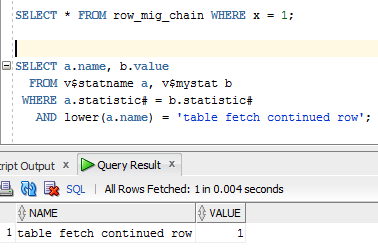 SELECT * FROM row_mig_chain WHERE x = 1;
SELECT a.name, b.value
FROM v$statname a, v$mystat b
WHERE a.statistic# = b.statistic#
AND lower(a.name) = 'table fetch continued row';
ript Output x Query Result x
SQL | All Rows Fetched: 1 in 0.004 seconds
NAME VALUE
1 table fetch continued row 1